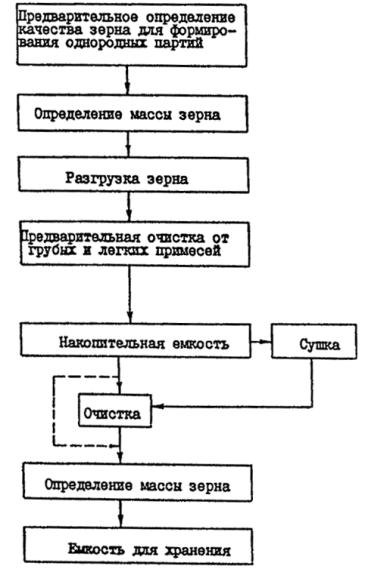 Предварительное определение
качества зерна для формиро-
вания однородных партий
Определение массы зерна
Разгрузка зерна
Предварительная очистка от
грубых и легких примесей
Накопительная емкость
Сушка
Очистка
Определение массы зерна
Емкость для хранения